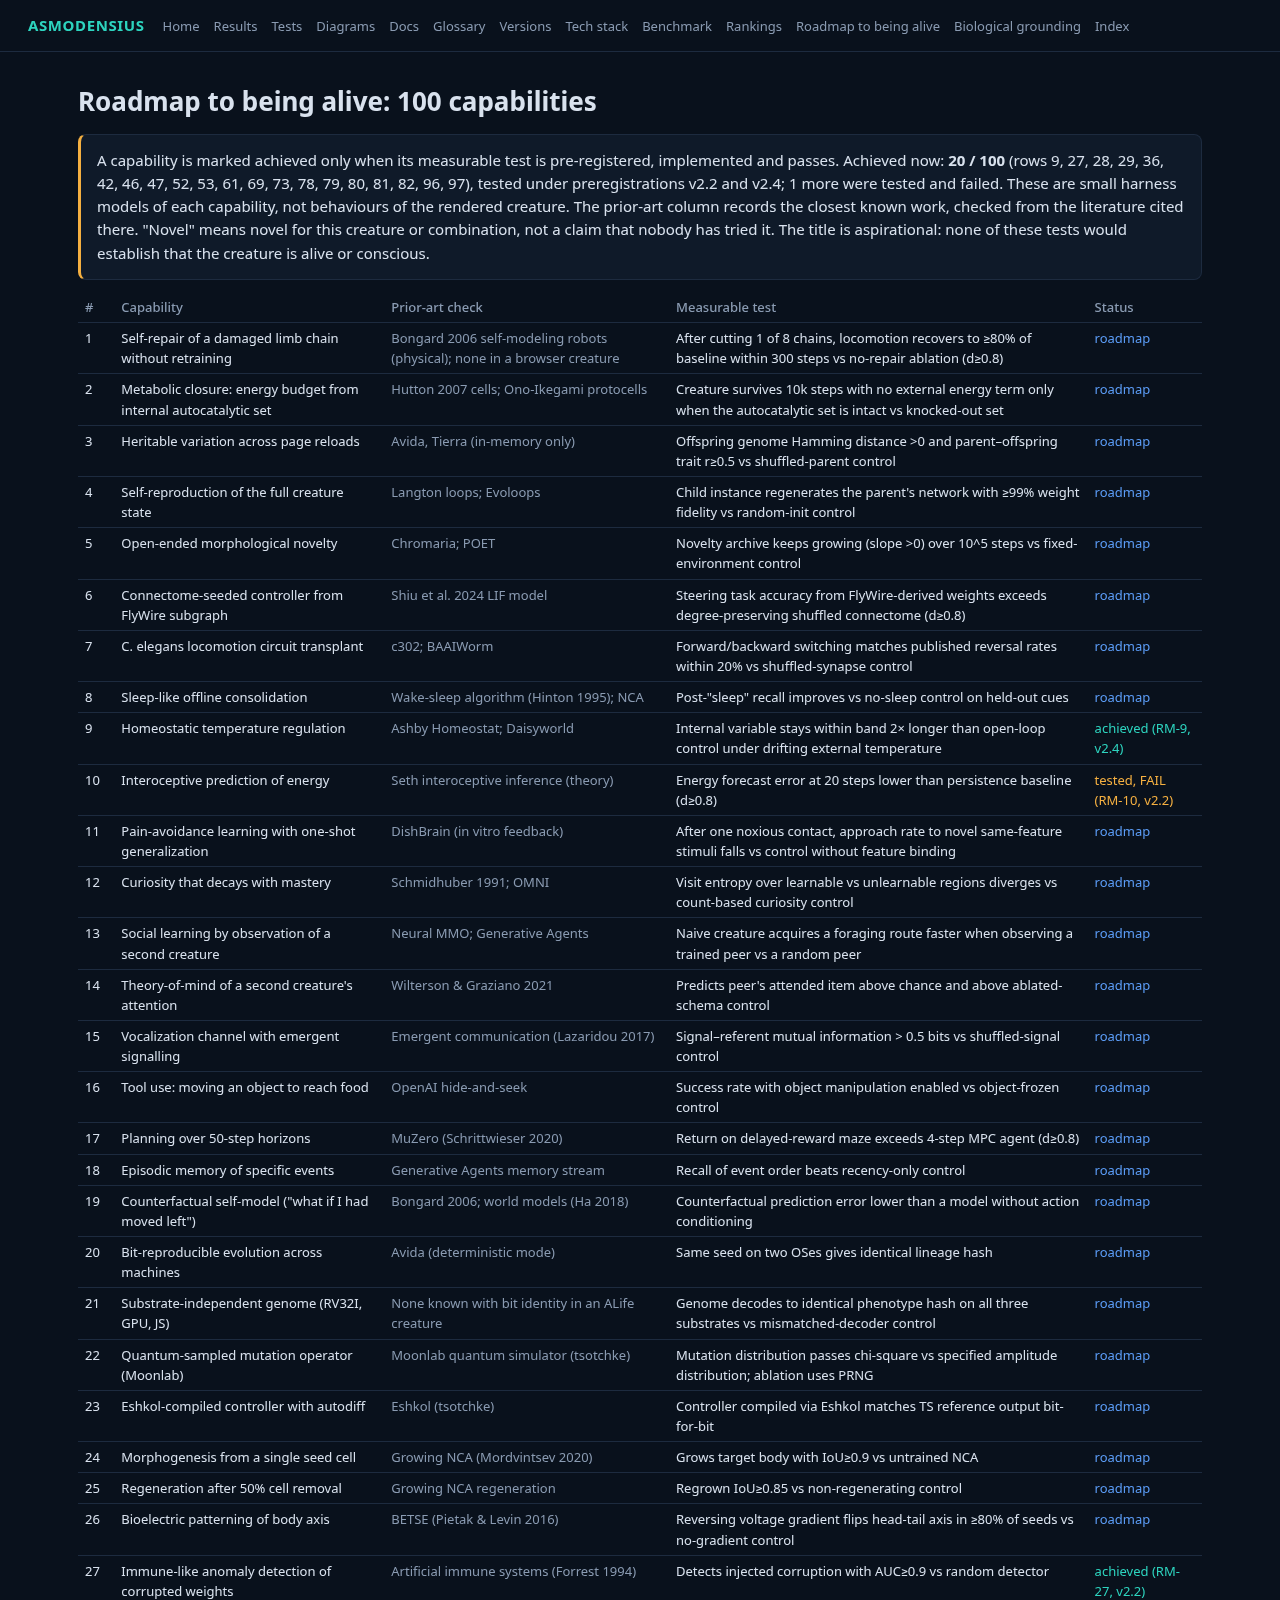 ASMODENSIUS Home Results Tests Diagrams Docs Glossary Versions Tech stack Benchmark Rankings Roadmap to being alive Biological grounding Index
Roadmap to being alive: 100 capabilities
A capability is marked achieved only when its measurable test is pre-registered, implemented and passes. Achieved now: 20 / 100 (rows 9, 27, 28, 29, 36,
42, 46, 47, 52, 53, 61, 69, 73, 78, 79, 80, 81, 82, 96, 97), tested under preregistrations v2.2 and v2.4; 1 more were tested and failed. These are small harness
models of each capability, not behaviours of the rendered creature. The prior-art column records the closest known work, checked from the literature cited
there. "Novel" means novel for this creature or combination, not a claim that nobody has tried it. The title is aspirational: none of these tests would
establish that the creature is alive or conscious.
# Capability Prior-art check Measurable test Status
1 Self-repair of a damaged limb chain Bongard 2006 self-modeling robots After cutting 1 of 8 chains, locomotion recovers to ≥80% of roadmap
without retraining (physical); none in a browser creature baseline within 300 steps vs no-repair ablation (d≥0.8)
2 Metabolic closure: energy budget from Hutton 2007 cells; Ono-Ikegami protocells Creature survives 10k steps with no external energy term only roadmap
internal autocatalytic set when the autocatalytic set is intact vs knocked-out set
3 Heritable variation across page reloads Avida, Tierra (in-memory only) Offspring genome Hamming distance >0 and parent–offspring roadmap
trait r≥0.5 vs shuffled-parent control
4 Self-reproduction of the full creature Langton loops; Evoloops Child instance regenerates the parent's network with ≥99% weight roadmap
state fidelity vs random-init control
5 Open-ended morphological novelty Chromaria; POET Novelty archive keeps growing (slope >0) over 10^5 steps vs fixed- roadmap
environment control
6 Connectome-seeded controller from Shiu et al. 2024 LIF model Steering task accuracy from FlyWire-derived weights exceeds roadmap
FlyWire subgraph degree-preserving shuffled connectome (d≥0.8)
7 C. elegans locomotion circuit transplant c302; BAAIWorm Forward/backward switching matches published reversal rates roadmap
within 20% vs shuffled-synapse control
8 Sleep-like offline consolidation Wake-sleep algorithm (Hinton 1995); NCA Post-"sleep" recall improves vs no-sleep control on held-out cues roadmap
9 Homeostatic temperature regulation Ashby Homeostat; Daisyworld Internal variable stays within band 2× longer than open-loop achieved (RM-9,
control under drifting external temperature v2.4)
10 Interoceptive prediction of energy Seth interoceptive inference (theory) Energy forecast error at 20 steps lower than persistence baseline tested, FAIL
(d≥0.8) (RM-10, v2.2)
11 Pain-avoidance learning with one-shot DishBrain (in vitro feedback) After one noxious contact, approach rate to novel same-feature roadmap
generalization stimuli falls vs control without feature binding
12 Curiosity that decays with mastery Schmidhuber 1991; OMNI Visit entropy over learnable vs unlearnable regions diverges vs roadmap
count-based curiosity control
13 Social learning by observation of a Neural MMO; Generative Agents Naive creature acquires a foraging route faster when observing a roadmap
second creature trained peer vs a random peer
14 Theory-of-mind of a second creature's Wilterson & Graziano 2021 Predicts peer's attended item above chance and above ablated- roadmap
attention schema control
15 Vocalization channel with emergent Emergent communication (Lazaridou 2017) Signal–referent mutual information > 0.5 bits vs shuffled-signal roadmap
signalling control
16 Tool use: moving an object to reach food OpenAI hide-and-seek Success rate with object manipulation enabled vs object-frozen roadmap
control
17 Planning over 50-step horizons MuZero (Schrittwieser 2020) Return on delayed-reward maze exceeds 4-step MPC agent (d≥0.8) roadmap
18 Episodic memory of specific events Generative Agents memory stream Recall of event order beats recency-only control roadmap
19 Counterfactual self-model ("what if I had Bongard 2006; world models (Ha 2018) Counterfactual prediction error lower than a model without action roadmap
moved left") conditioning
20 Bit-reproducible evolution across Avida (deterministic mode) Same seed on two OSes gives identical lineage hash roadmap
machines
21 Substrate-independent genome (RV32I, None known with bit identity in an ALife Genome decodes to identical phenotype hash on all three roadmap
GPU, JS) creature substrates vs mismatched-decoder control
22 Quantum-sampled mutation operator Moonlab quantum simulator (tsotchke) Mutation distribution passes chi-square vs specified amplitude roadmap
(Moonlab) distribution; ablation uses PRNG
23 Eshkol-compiled controller with autodiff Eshkol (tsotchke) Controller compiled via Eshkol matches TS reference output bit- roadmap
for-bit
24 Morphogenesis from a single seed cell Growing NCA (Mordvintsev 2020) Grows target body with IoU≥0.9 vs untrained NCA roadmap
25 Regeneration after 50% cell removal Growing NCA regeneration Regrown IoU≥0.85 vs non-regenerating control roadmap
26 Bioelectric patterning of body axis BETSE (Pietak & Levin 2016) Reversing voltage gradient flips head-tail axis in ≥80% of seeds vs roadmap
no-gradient control
27 Immune-like anomaly detection of Artificial immune systems (Forrest 1994) Detects injected corruption with AUC≥0.9 vs random detector achieved (RM-
corrupted weights 27, v2.2)